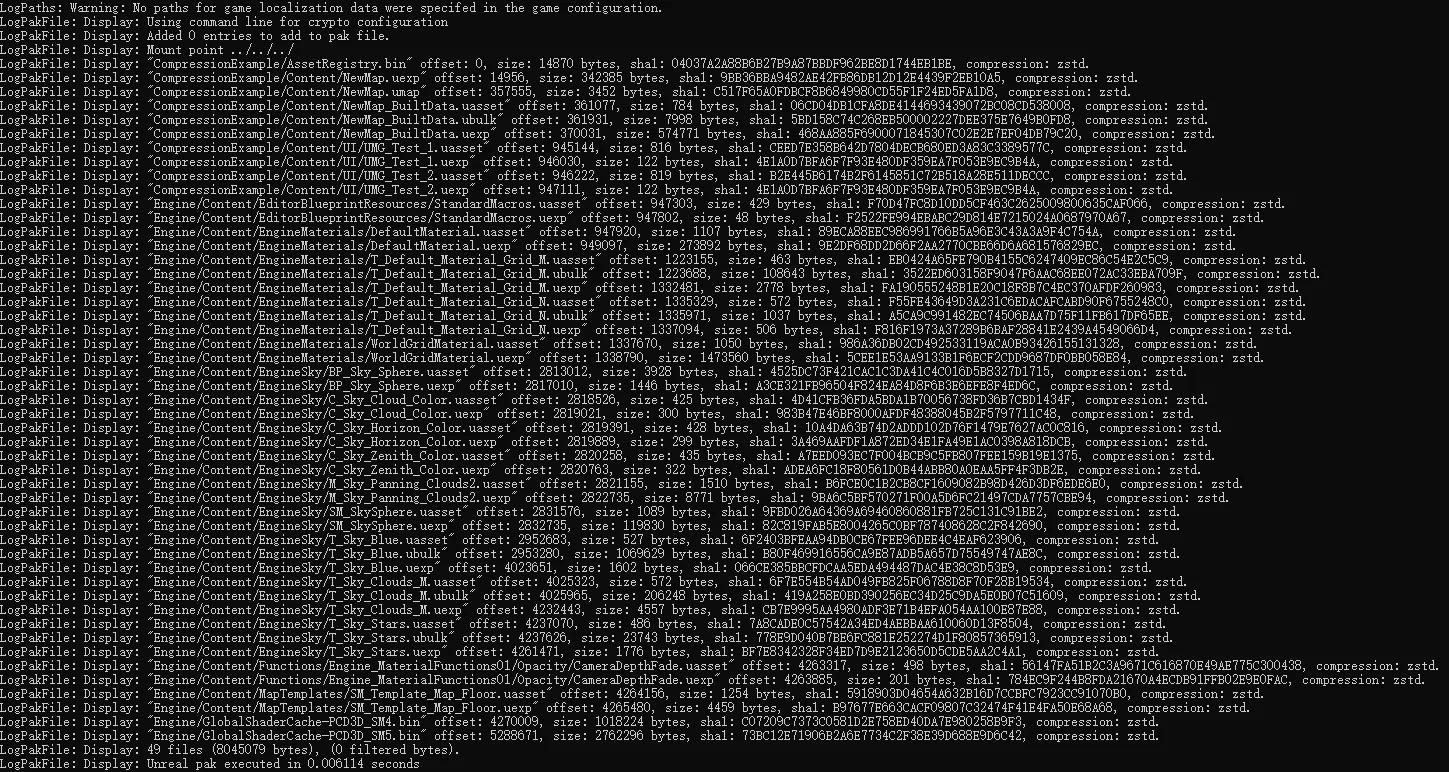 LogPaths: Warning: No paths for game localization data were specifed in the game configuration.
LogPakFile: Display: Using command line for crypto configuration
LogPakFile: Display: Added 0 entries to add to pak file.
LogPakFile: Display: Mount point ../../../
LogPakFile: Display: "CompressionExample/AssetRegistry.bin" offset: 0, size: 14870 bytes, sha1: 04037A2A88B6B27B9A87BBDF962BE8D1744EB1BE, compression: zstd.
LogPakFile: Display: "CompressionExample/Content/NewMap.uexp" offset: 14956, size: 342385 bytes, sha1: 9BB36BBA9482AE42FB86DB12D12E4439F2EB10A5, compression: zstd.
LogPakFile: Display: "CompressionExample/Content/NewMap.umap" offset: 357555, size: 3452 bytes, sha1: C517F65A0FDBCF8B6849980CD55F1F24ED5FA1D8, compression: zstd.
LogPakFile: Display: "CompressionExample/Content/NewMap_BuiltData.uasset" offset: 361077, size: 784 bytes, sha1: 06CD04DB1CFA8DE4144693439072BC08CD538008, compression: zstd.
LogPakFile: Display: "CompressionExample/Content/NewMap_BuiltData.ubulk" offset: 361931, size: 7998 bytes, sha1: 5BD158C74C268EB500002227DEE375E7649B0FD8, compression: zstd.
LogPakFile: Display: "CompressionExample/Content/NewMap_BuiltData.uexp" offset: 370031, size: 574771 bytes, sha1: 468AA885F6900071845307C02E2E7EF04DB79C20, compression: zstd.
LogPakFile: Display: "CompressionExample/Content/UI/UMG_Test_1.uasset" offset: 945144, size: 816 bytes, sha1: CEED7E358B642D7804DECB680ED3A83C3389577C, compression: zstd.
LogPakFile: Display: "CompressionExample/Content/UI/UMG_Test_1.uexp" offset: 946030, size: 122 bytes, sha1: 4E1A0D7BFA6F7F93E480DF359EA7F053E9EC9B4A, compression: zstd.
LogPakFile: Display: "CompressionExample/Content/UI/UMG_Test_2.uasset" offset: 946222, size: 819 bytes, sha1: B2E445B6174B2F6145851C72B518A28E511DECCC, compression: zstd.
LogPakFile: Display: "CompressionExample/Content/UI/UMG_Test_2.uexp" offset: 947111, size: 122 bytes, sha1: 4E1A0D7BFA6F7F93E480DF359EA7F053E9EC9B4A, compression: zstd.
LogPakFile: Display: "Engine/Content/EditorBlueprintResources/StandardMacros.uasset" offset: 947303, size: 429 bytes, sha1: F70D47FC8D10DD5CF463C2625009800635CAF066, compression: zstd.
LogPakFile: Display: "Engine/Content/EditorBlueprintResources/StandardMacros.uexp" offset: 947802, size: 48 bytes, sha1: F2522FE994EBABC29D814E7215024A0687970A67, compression: zstd.
LogPakFile: Display: "Engine/Content/EngineMaterials/DefaultMaterial.uasset" offset: 947920, size: 1107 bytes, sha1: 89ECA88EEC986991766B5A96E3C43A3A9F4C754A, compression: zstd.
LogPakFile: Display: "Engine/Content/EngineMaterials/DefaultMaterial.uexp" offset: 949097, size: 273892 bytes, sha1: 9E2DF68DD2D66F2AA2770CBE66D6A681576829EC, compression: zstd.
LogPakFile: Display: "Engine/Content/EngineMaterials/T_Default_Material_Grid_M.uasset" offset: 1223155, size: 463 bytes, sha1: EB0424A65FE790B4155C6247409EC86C54E2C5C9, compression: zstd.
LogPakFile: Display: "Engine/Content/EngineMaterials/T_Default_Material_Grid_M.ubulk" offset: 1223688, size: 108643 bytes, sha1: 3522ED603158F9047F6AAC68EE072AC33EBA709F, compression: zstd.
LogPakFile: Display: "Engine/Content/EngineMaterials/T_Default_Material_Grid_M.uexp" offset: 1332481, size: 2778 bytes, sha1: FA190555248B1E20C18F8B7C4EC370AFDF260983, compression: zstd.
LogPakFile: Display: "Engine/Content/EngineMaterials/T_Default_Material_Grid_N.uasset" offset: 1335329, size: 572 bytes, sha1: F55FE43649D3A231C6EDACAFCABD90F6755248C0, compression: zstd.
LogPakFile: Display: "Engine/Content/EngineMaterials/T_Default_Material_Grid_N.ubulk" offset: 1335971, size: 1037 bytes, sha1: A5CA9C991482EC74506BAA7D75F11FB617DF65EE, compression: zstd.
LogPakFile: Display: "Engine/Content/EngineMaterials/T_Default_Material_Grid_N.uexp" offset: 1337094, size: 506 bytes, sha1: F816F1973A37289B6BAF28841E2439A4549066D4, compression: zstd.
LogPakFile: Display: "Engine/Content/EngineMaterials/WorldGridMaterial.uasset" offset: 1337670, size: 1050 bytes, sha1: 986A36DB02CD492533119ACA0B93426155131328, compression: zstd.
LogPakFile: Display: "Engine/Content/EngineMaterials/WorldGridMaterial.uexp" offset: 1338790, size: 1473560 bytes, sha1: 5CEE1E53AA9133B1F6ECF2CDD9687DF0BB058E84, compression: zstd.
LogPakFile: Display: "Engine/Content/EngineSky/BP_Sky_Sphere.uasset" offset: 2813012, size: 3928 bytes, sha1: 4525DC73F421CAC1C3DA41C4C016D5B8327D1715, compression: zstd.
LogPakFile: Display: "Engine/Content/EngineSky/BP_Sky_Sphere.uexp" offset: 2817010, size: 1446 bytes, sha1: A3CE321FB96504F824EA84D8F6B3E6EFE8F4ED6C, compression: zstd.
LogPakFile: Display: "Engine/Content/EngineSky/C_Sky_Cloud_Color.uasset" offset: 2818526, size: 425 bytes, sha1: 4D41CFB36FDA5BDA1B70056738FD36B7CBD1434F, compression: zstd.
LogPakFile: Display: "Engine/Content/EngineSky/C_Sky_Cloud_Color.uexp" offset: 2819021, size: 300 bytes, sha1: 983B47E46BF8000AFDF48388045B2F5797711C48, compression: zstd.
LogPakFile: Display: "Engine/Content/EngineSky/C_Sky_Horizon_Color.uasset" offset: 2819391, size: 428 bytes, sha1: 10A4DA63B74D2ADDD102D76F1479E7627AC0C816, compression: zstd.
LogPakFile: Display: "Engine/Content/EngineSky/C_Sky_Horizon_Color.uexp" offset: 2819889, size: 299 bytes, sha1: 3A469AAFDF1A872ED34E1FA49E1AC0398A818DCB, compression: zstd.
LogPakFile: Display: "Engine/Content/EngineSky/C_Sky_Zenith_Color.uasset" offset: 2820258, size: 435 bytes, sha1: A7EED093EC7F004BCB9C5FB807FEE159B19E1375, compression: zstd.
LogPakFile: Display: "Engine/Content/EngineSky/C_Sky_Zenith_Color.uexp" offset: 2820763, size: 322 bytes, sha1: ADEA6FC18F80561D0B44ABB80A0EAA5FF4F3DB2E, compression: zstd.
LogPakFile: Display: "Engine/Content/EngineSky/M_Sky_Panning_Clouds2.uasset" offset: 2821155, size: 1510 bytes, sha1: B6FCE0C1B2CB8CF1609082B98D426D3DF6EDE6E0, compression: zstd.
LogPakFile: Display: "Engine/Content/EngineSky/M_Sky_Panning_Clouds2.uexp" offset: 2822735, size: 8771 bytes, sha1: 9BA6C5BF570271F00A5D6FC21497CDA7757CBE94, compression: zstd.
LogPakFile: Display: "Engine/Content/EngineSky/SM_SkySphere.uasset" offset: 2831576, size: 1089 bytes, sha1: 9FBD026A64369A69460860881FB725C131C91BE2, compression: zstd.
LogPakFile: Display: "Engine/Content/EngineSky/SM_SkySphere.uexp" offset: 2832735, size: 119830 bytes, sha1: 82C819FAB5E8004265C0BF787408628C2F842690, compression: zstd.
LogPakFile: Display: "Engine/Content/EngineSky/T_Sky_Blue.uasset" offset: 2952683, size: 527 bytes, sha1: 6F2403BFEAA94DB0CE67FEE96DEE4C4EAF623906, compression: zstd.
LogPakFile: Display: "Engine/Content/EngineSky/T_Sky_Blue.ubulk" offset: 2953280, size: 1069629 bytes, sha1: B80F469916556CA9E87ADB5A657D75549747AE8C, compression: zstd.
LogPakFile: Display: "Engine/Content/EngineSky/T_Sky_Blue.uexp" offset: 4023651, size: 1602 bytes, sha1: 066CE385BBCFDCAA5EDA494487DAC4E38C8D53E9, compression: zstd.
LogPakFile: Display: "Engine/Content/EngineSky/T_Sky_Clouds_M.uasset" offset: 4025323, size: 572 bytes, sha1: 6F7E554B54AD049FB825F06788D8F70F28B19534, compression: zstd.
LogPakFile: Display: "Engine/Content/EngineSky/T_Sky_Clouds_M.ubulk" offset: 4025965, size: 206248 bytes, sha1: 419A258E0BD390256EC34D25C9DA5E0B07C51609, compression: zstd.
LogPakFile: Display: "Engine/Content/EngineSky/T_Sky_Clouds_M.uexp" offset: 4232443, size: 4557 bytes, sha1: CB7E9995AA4980ADF3E71B4EFA054AA100E87E88, compression: zstd.
LogPakFile: Display: "Engine/Content/EngineSky/T_Sky_Stars.uasset" offset: 4237070, size: 486 bytes, sha1: 7A8CADE0C57542A34ED4AEBBAA610060D13F8504, compression: zstd.
LogPakFile: Display: "Engine/Content/EngineSky/T_Sky_Stars.ubulk" offset: 4237626, size: 23743 bytes, sha1: 778E9D040B7BE6FC881E252274D1F80857365913, compression: zstd.
LogPakFile: Display: "Engine/Content/EngineSky/T_Sky_Stars.uexp" offset: 4261471, size: 1776 bytes, sha1: BF7E8342328F34ED7D9E2123650D5CDE5AA2C4A1, compression: zstd.
LogPakFile: Display: "Engine/Content/Functions/Engine_MaterialFunctions01/Opacity/CameraDepthFade.uasset" offset: 4263317, size: 498 bytes, sha1: 56147FA51B2C3A9671C616870E49AE775C300438, compression: zstd.
LogPakFile: Display: "Engine/Content/Functions/Engine_MaterialFunctions01/Opacity/CameraDepthFade.uexp" offset: 4263885, size: 201 bytes, sha1: 784EC9F244B8FDA21670A4ECDB91FFB02E9E0FAC, compression: zstd.
LogPakFile: Display: "Engine/Content/MapTemplates/SM_Template_Map_Floor.uasset" offset: 4264156, size: 1254 bytes, sha1: 5918903D04654A632B16D7CCBFC7923CC91070B0, compression: zstd.
LogPakFile: Display: "Engine/Content/MapTemplates/SM_Template_Map_Floor.uexp" offset: 4265480, size: 4459 bytes, sha1: B97677E663CACF09807C32474F41E4FA50E68A68, compression: zstd.
LogPakFile: Display: "Engine/GlobalShaderCache-PCD3D_SM4.bin" offset: 4270009, size: 1018224 bytes, sha1: C07209C7373C0581D2E758ED40DA7E980258B9F3, compression: zstd.
LogPakFile: Display: "Engine/GlobalShaderCache-PCD3D_SM5.bin" offset: 5288671, size: 2762296 bytes, sha1: 73BC12E71906B2A6E7734C2F38E39D688E9D6C42, compression: zstd.
LogPakFile: Display: 49 files (8045079 bytes), (0 filtered bytes).
LogPakFile: Display: Unreal pak executed in 0.006114 seconds